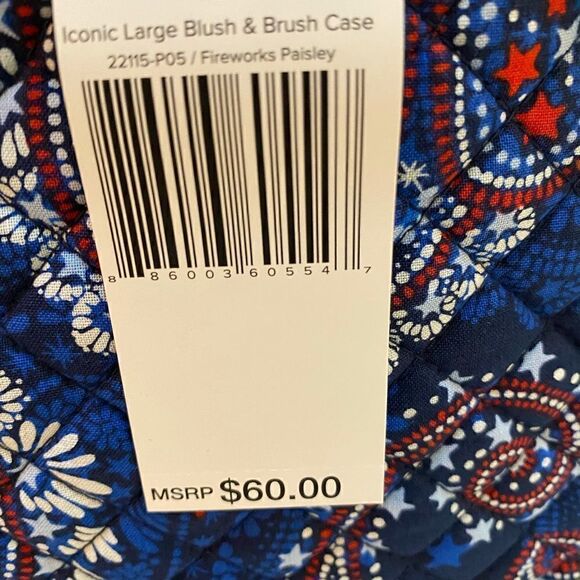 Iconic Large Blush & Brush Case
22115-P05 / Fireworks Paisley
8 86003 60554 7
MSRP $60.00